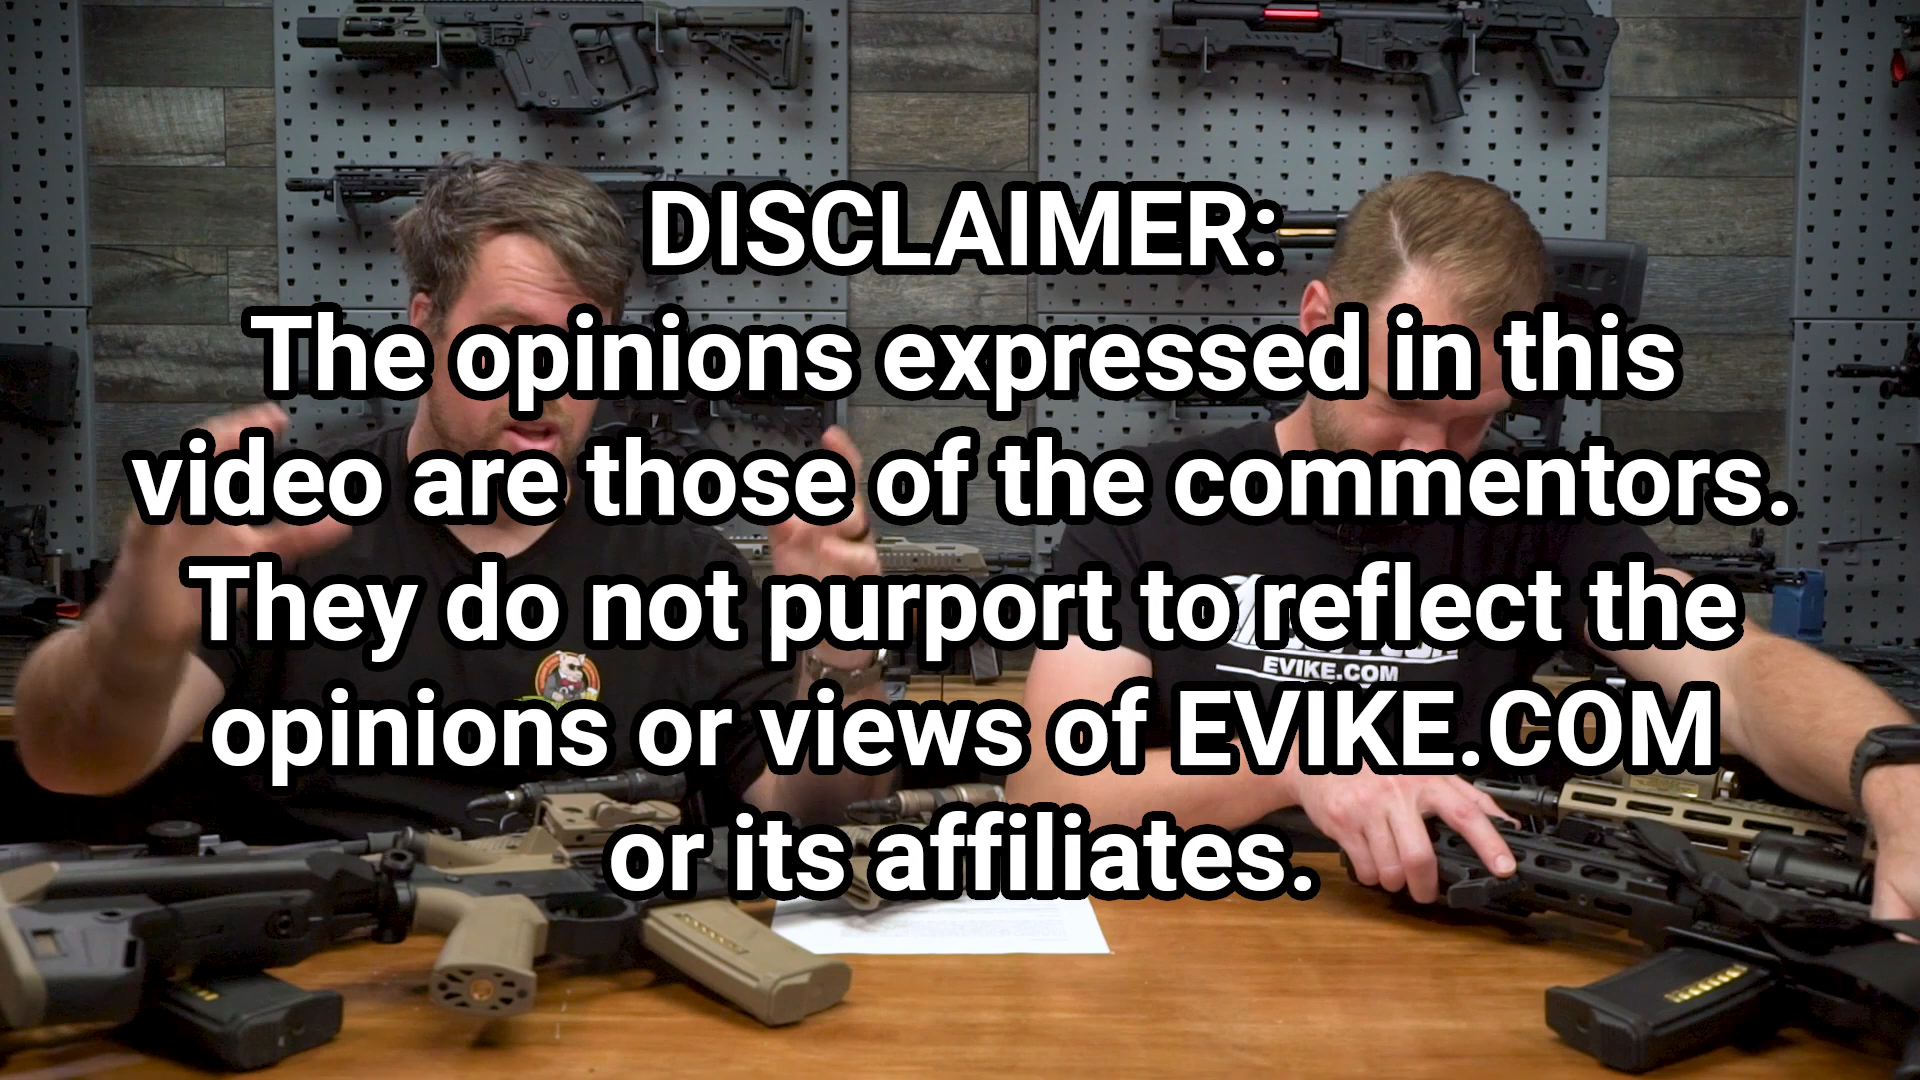 DISCLAIMER:
The opinions expressed in this
video are those of the commentors.
They do not purport to reflect the
opinions or views of EVIKE.COM
or its affiliates.
EVIKE.COM